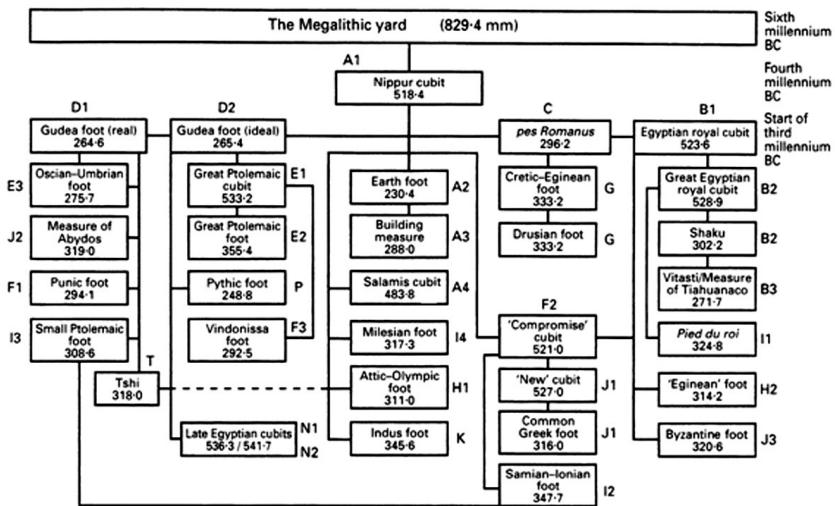 The Megalithic yard (829·4 mm)
Sixth
millennium
BC
A1
Nippur cubit
518·4
Fourth
millennium
BC
D1
D2
C
B1
Gudea foot (real)
264·6
Gudea foot (ideal)
265·4
pes Romanus
296·2
Egyptian royal cubit
523·6
Start of
third
millennium
BC
E3
Oscian–Umbrian
foot
275·7
Great Ptolemaic
cubit
533·2
E1
Earth foot
230·4
A2
Cretic–Eginean
foot
333·2
G
Great Egyptian
royal cubit
528·9
B2
J2
Measure of
Abydos
319·0
Great Ptolemaic
foot
355·4
E2
Building
measure
288·0
A3
Drusian foot
333·2
G
Shaku
302·2
B2
F1
Punic foot
294·1
Pythic foot
248·8
P
Salamis cubit
483·8
A4
Vitasti/Measure
of Tiahuanaco
271·7
B3
F2
I3
Small Ptolemaic
foot
308·6
Vindonissa
foot
292·5
F3
Milesian foot
317·3
I4
'Compromise'
cubit
521·0
Pied du roi
324·8
I1
T
Tshi
318·0
Attic–Olympic
foot
311·0
H1
'New' cubit
527·0
J1
'Eginean' foot
314·2
H2
Late Egyptian cubits
536·3 / 541·7
N1
N2
Indus foot
345·6
K
Common
Greek foot
316·0
J1
Byzantine foot
320·6
J3
Samian–Ionian
foot
347·7
I2